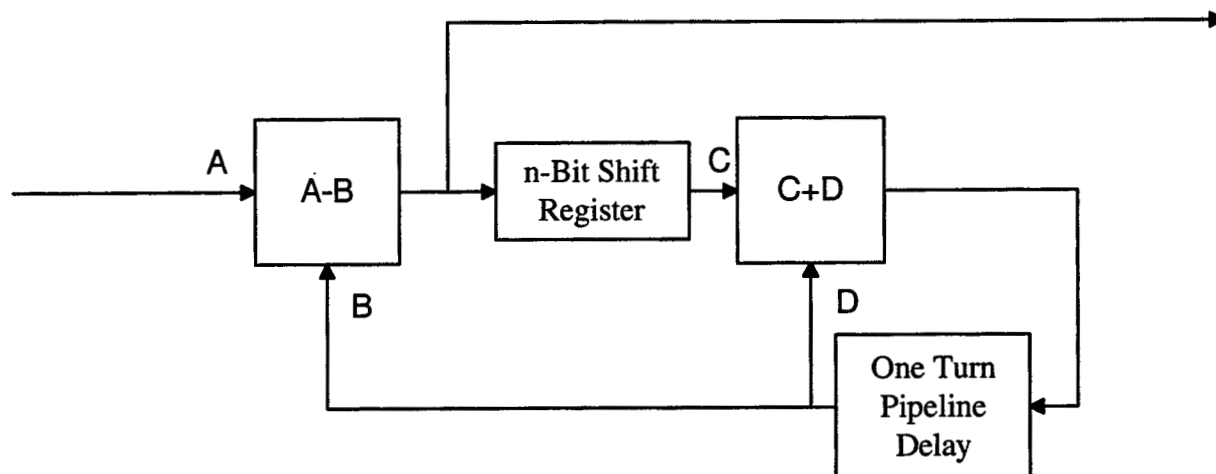 A
A-B
n-Bit Shift
Register
C
C+D
B
D
One Turn
Pipeline
Delay